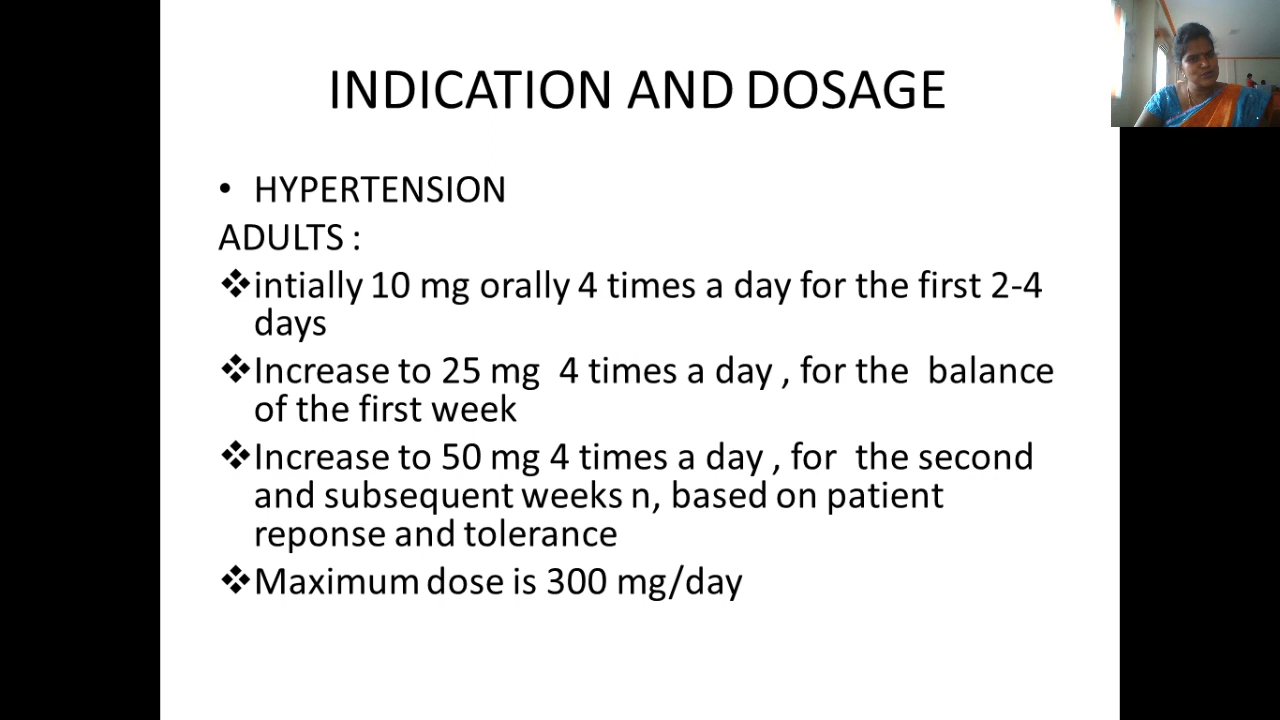 INDICATION AND DOSAGE
• HYPERTENSION
ADULTS :
❖intially 10 mg orally 4 times a day for the first 2-4
days
❖Increase to 25 mg 4 times a day , for the balance
of the first week
❖Increase to 50 mg 4 times a day , for the second
and subsequent weeks n, based on patient
reponse and tolerance
❖Maximum dose is 300 mg/day